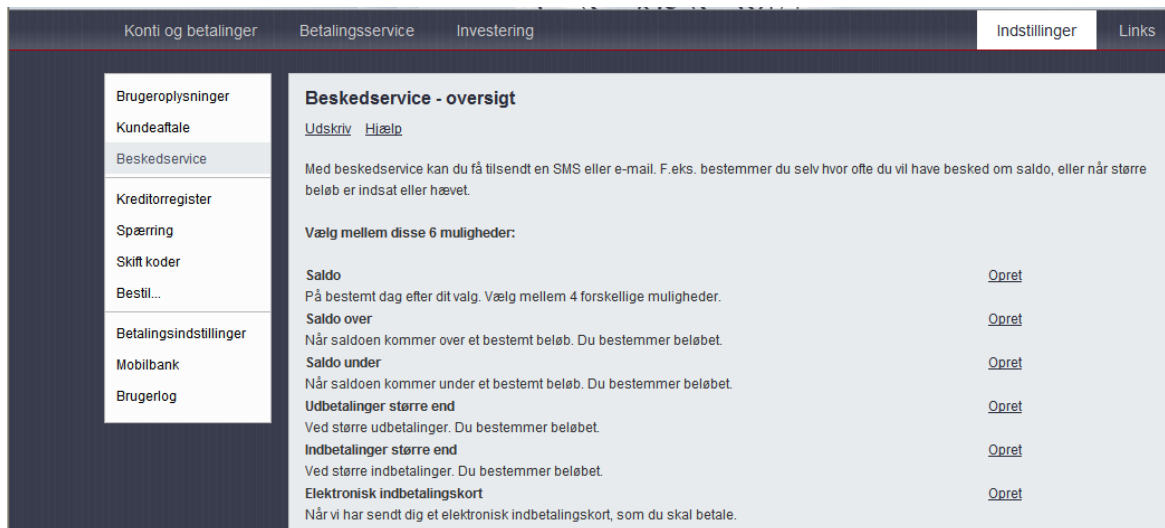 Konti og betalinger Betalingsservice Investering Indstillinger Links
Brugeroplysninger
Kundeaftale
Beskedservice
Kreditorregister
Spærring
Skift koder
Bestil...
Betalingsindstillinger
Mobilbank
Brugerlog
Beskedservice - oversigt
Udskriv Hjælp
Med beskedservice kan du få tilsendt en SMS eller e-mail. F.eks. bestemmer du selv hvor ofte du vil have besked om saldo, eller når større
beløb er indsat eller hævet.
Vælg mellem disse 6 muligheder:
Saldo Opret
På bestemt dag efter dit valg. Vælg mellem 4 forskellige muligheder.
Saldo over Opret
Når saldoen kommer over et bestemt beløb. Du bestemmer beløbet.
Saldo under Opret
Når saldoen kommer under et bestemt beløb. Du bestemmer beløbet.
Udbetalinger større end Opret
Ved større udbetalinger. Du bestemmer beløbet.
Indbetalinger større end Opret
Ved større indbetalinger. Du bestemmer beløbet.
Elektronisk indbetalingskort Opret
Når vi har sendt dig et elektronisk indbetalingskort, som du skal betale.